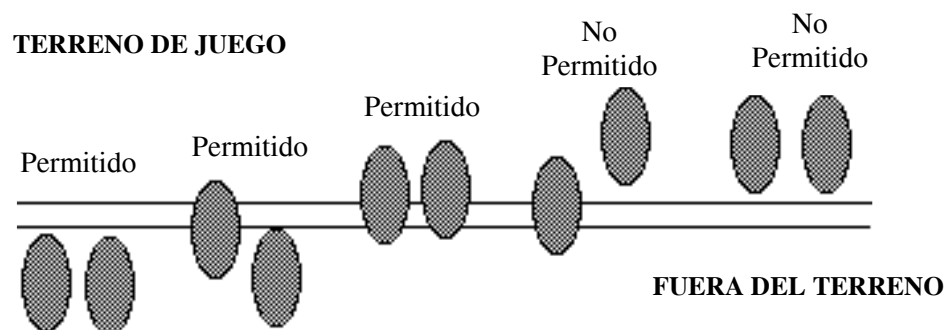 TERRENO DE JUEGO
No
Permitido
No
Permitido
Permitido
Permitido
Permitido
FUERA DEL TERRENO